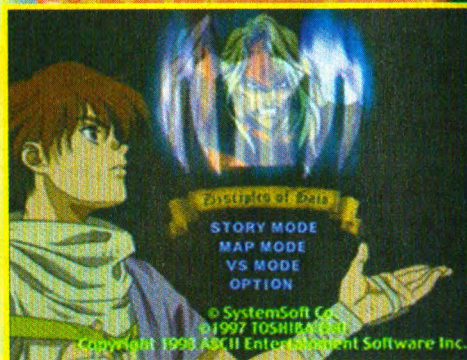 Disciples of Gaia
STORY MODE
MAP MODE
VS MODE
OPTION
© SystemSoft Co.
©1997 TOSHIBA
Copyright 1998 ASCII Entertainment Software Inc.